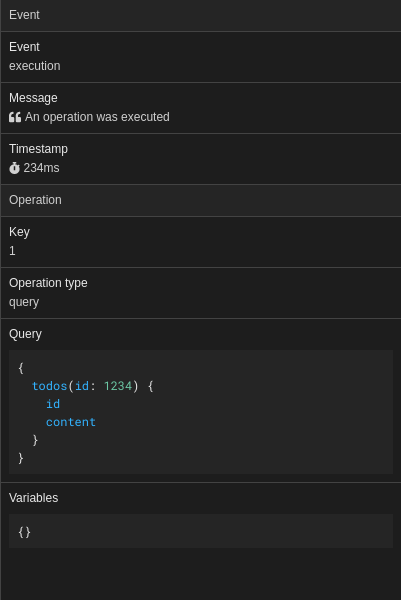 Event
Event
execution
Message
An operation was executed
Timestamp
234ms
Operation
Key
1
Operation type
query
Query
{
  todos(id: 1234) {
    id
    content
  }
}
Variables
{}